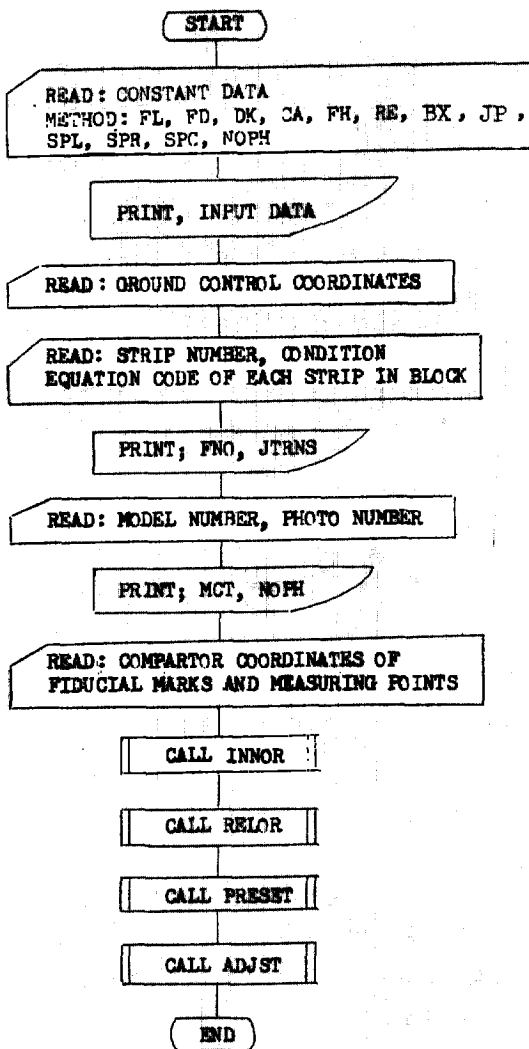 START
READ: CONSTANT DATA
METHOD: FL, FD, DK, CA, FH, RE, BX, JP,
SPL, SPR, SPC, NOPH
PRINT, INPUT DATA
READ: GROUND CONTROL COORDINATES
READ: STRIP NUMBER, CONDITION
EQUATION CODE OF EACH STRIP IN BLOCK
PRINT; FNO, JTRNS
READ: MODEL NUMBER, PHOTO NUMBER
PRINT; MCT, NOPH
READ: COMPARTOR COORDINATES OF
FIDUCIAL MARKS AND MEASURING POINTS
CALL INNOR
CALL RELOR
CALL PRESET
CALL ADJST
END